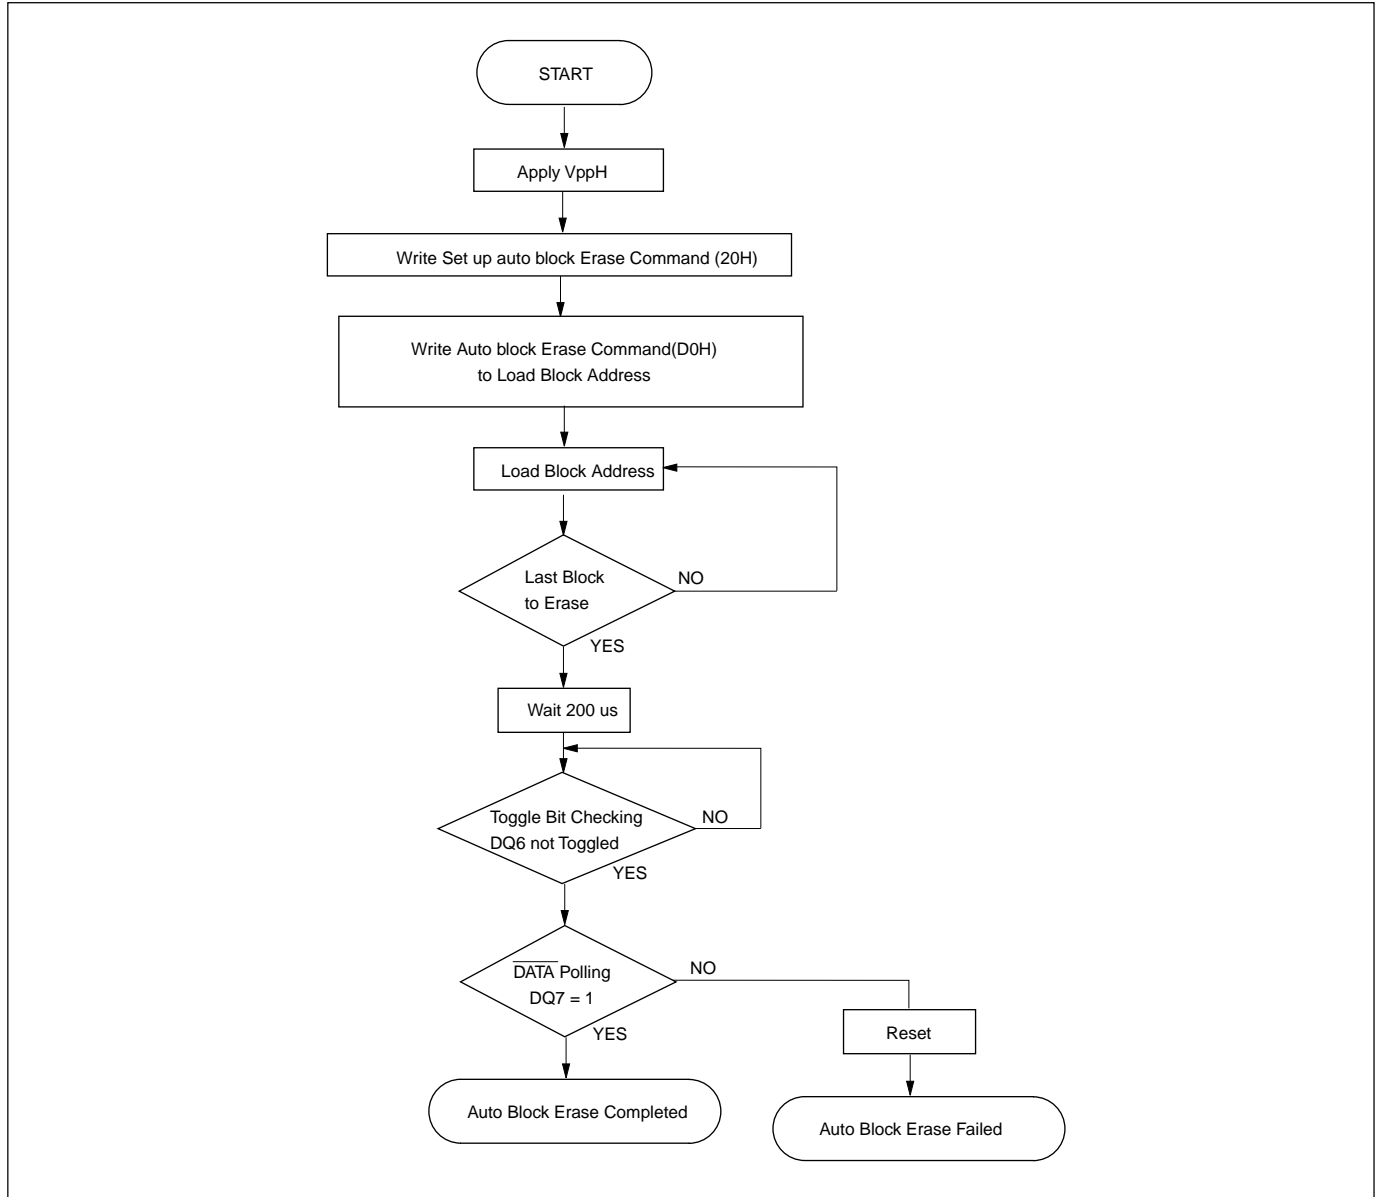 START
Apply VppH
Write Set up auto block Erase Command (20H)
Write Auto block Erase Command(D0H)
to Load Block Address
Load Block Address
Last Block
to Erase
NO
YES
Wait 200 us
Toggle Bit Checking
DQ6 not Toggled
NO
YES
DATA Polling
DQ7 = 1
NO
YES
Reset
Auto Block Erase Completed
Auto Block Erase Failed